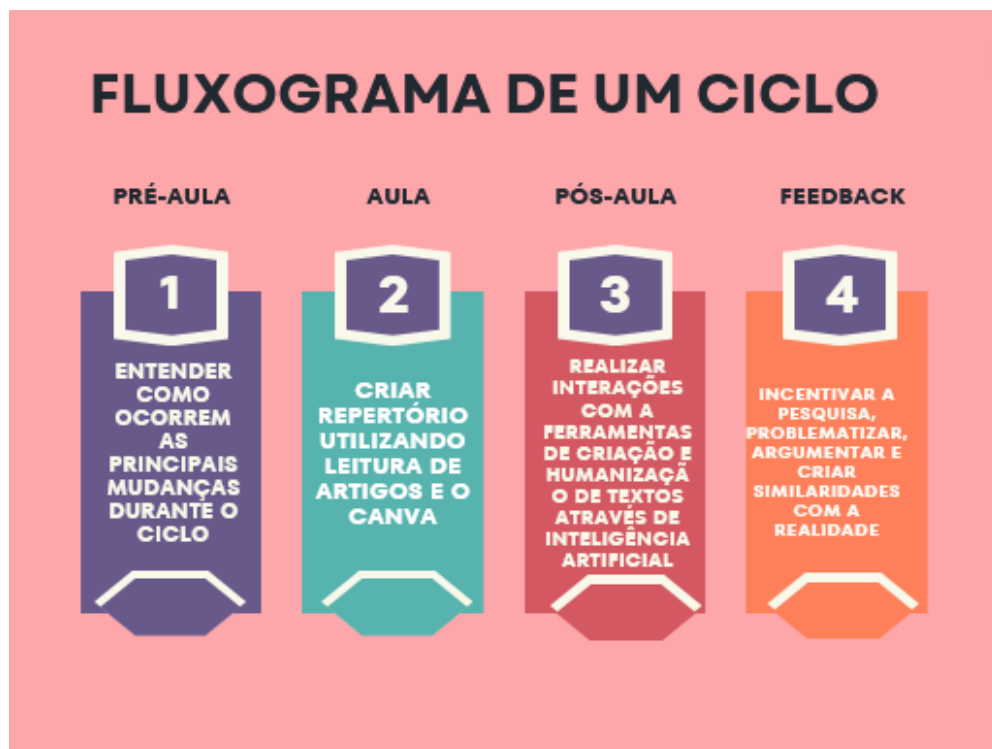 FLUXOGRAMA DE UM CICLO
PRÉ-AULA
AULA
PÓS-AULA
FEEDBACK
1
ENTENDER
COMO
OCORREM
AS
PRINCIPAIS
MUDANÇAS
DURANTE O
CICLO
2
CRIAR
REPERTÓRIO
UTILIZANDO
LEITURA DE
ARTIGOS E O
CANVA
3
REALIZAR
INTERAÇÕES
COM A
FERRAMENTAS
DE CRIAÇÃO E
HUMANIZAÇÃ
O DE TEXTOS
ATRAVÉS DE
INTELIGÊNCIA
ARTIFICIAL
4
INCENTIVAR A
PESQUISA,
PROBLEMATIZAR,
ARGUMENTAR E
CRIAR
SIMILARIDADES
COM A
REALIDADE